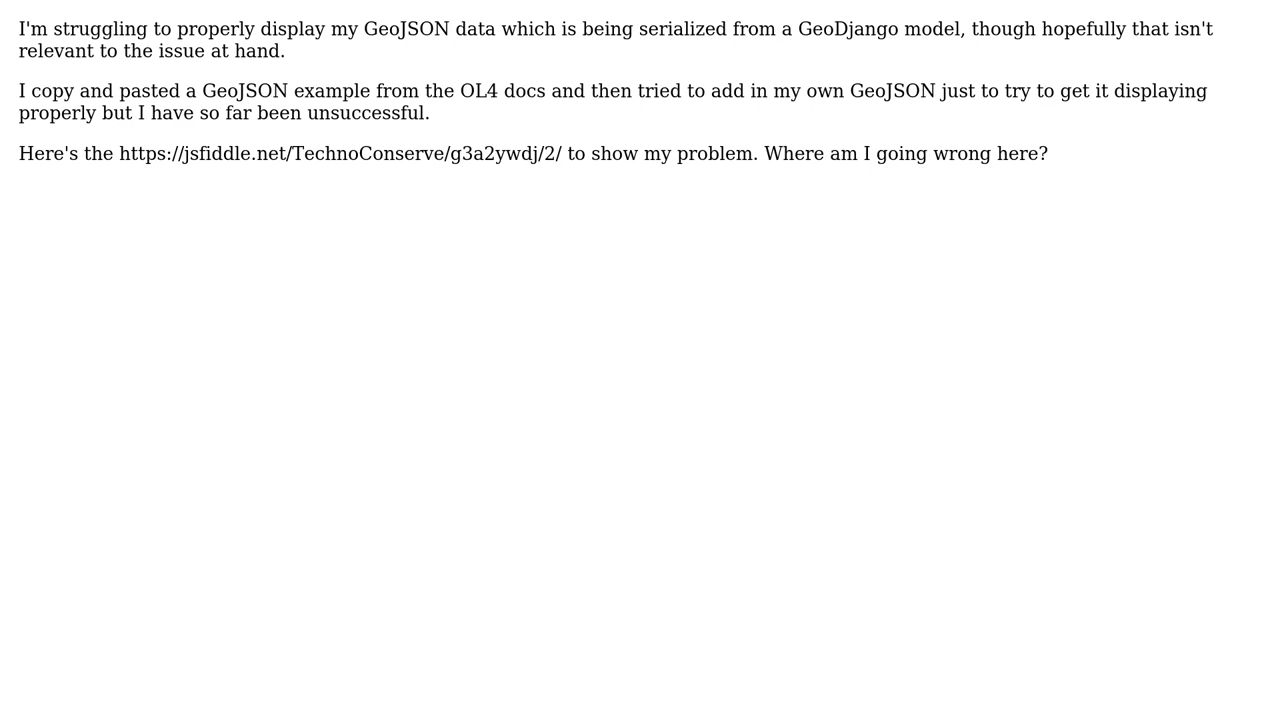 I'm struggling to properly display my GeoJSON data which is being serialized from a GeoDjango model, though hopefully that isn't
relevant to the issue at hand.
I copy and pasted a GeoJSON example from the OL4 docs and then tried to add in my own GeoJSON just to try to get it displaying
properly but I have so far been unsuccessful.
Here's the https://jsfiddle.net/TechnoConserve/g3a2ywdj/2/ to show my problem. Where am I going wrong here?